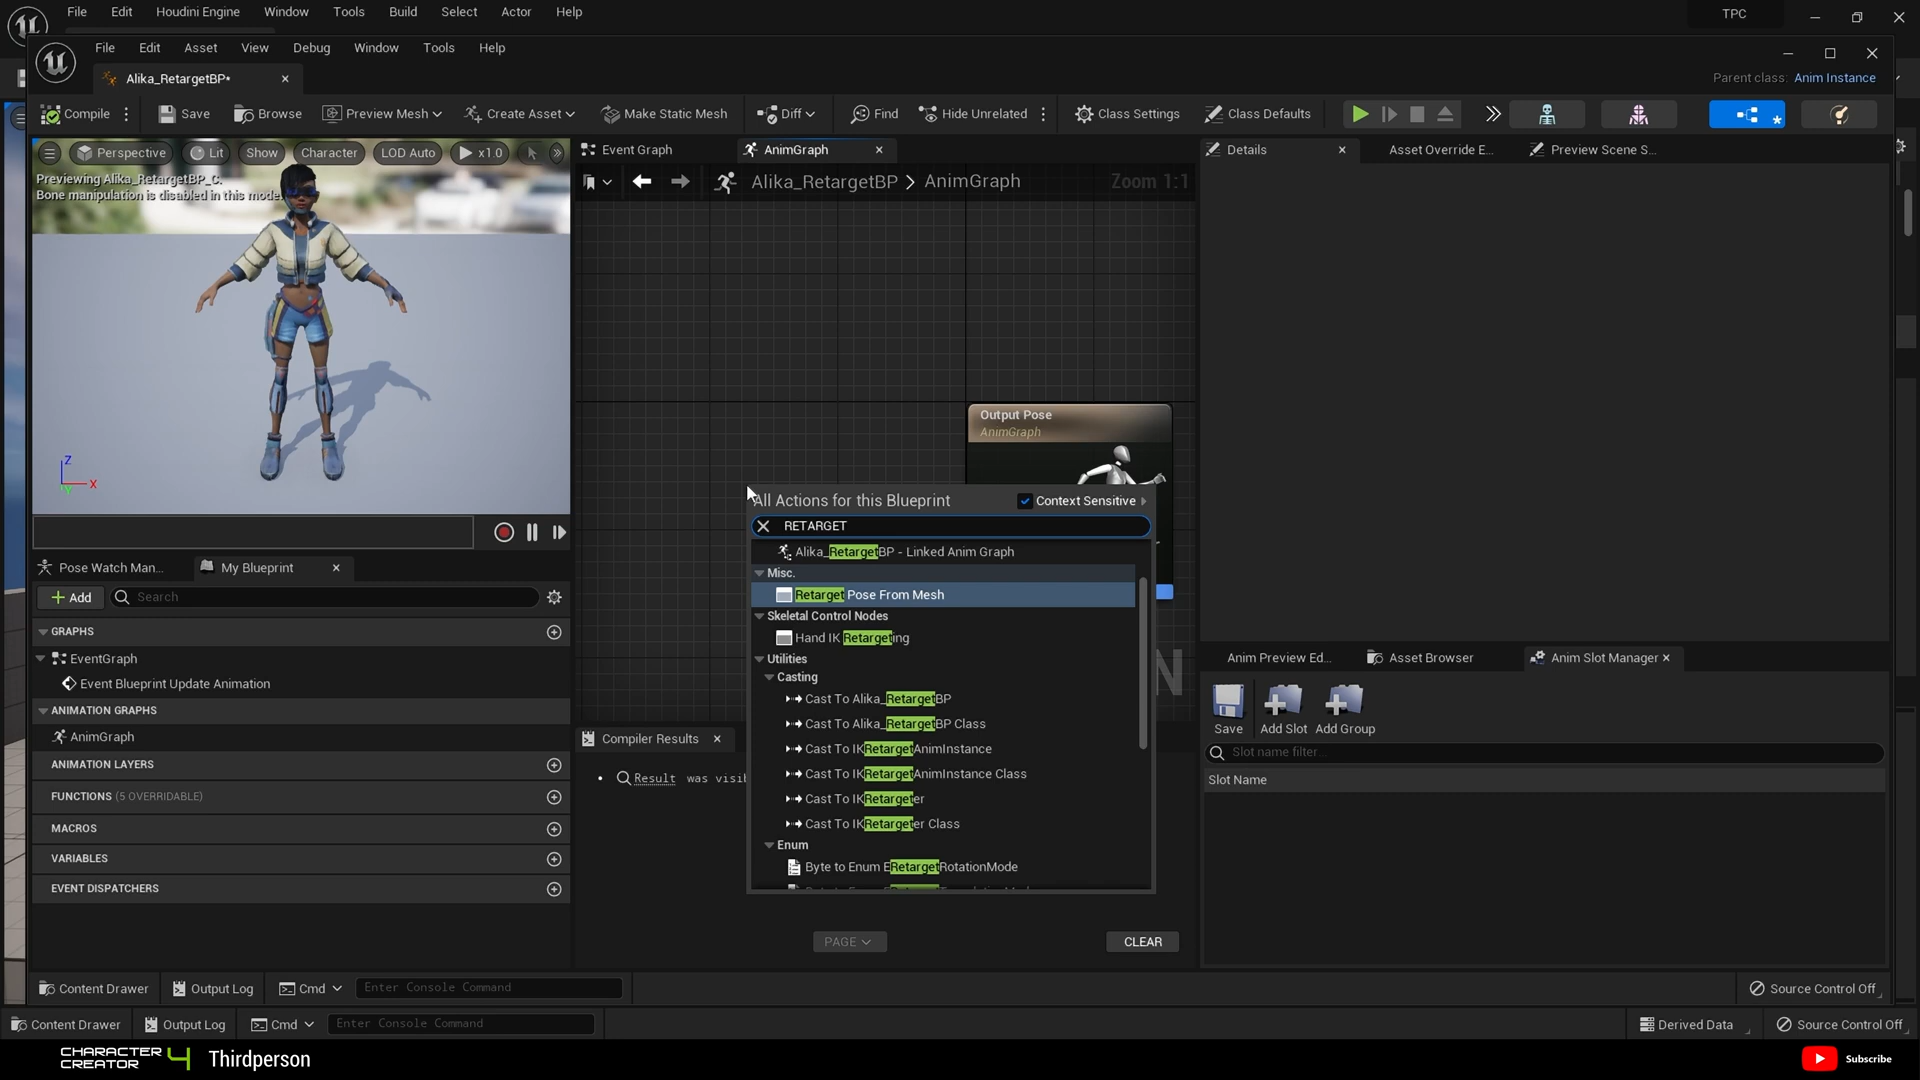 File Edit Houdini Engine Window Tools Build Select Actor Help
TPC
File Edit Asset View Debug Window Tools Help
Alika_RetargetBP*
Parent class: Anim Instance
Compile Save Browse Preview Mesh Create Asset Make Static Mesh Diff Find Hide Unrelated Class Settings Class Defaults
Perspective Lit Show Character LOD Auto x1.0
Previewing Alika_RetargetBP_C.
Bone manipulation is disabled in this mode.
Event Graph AnimGraph
Alika_RetargetBP > AnimGraph Zoom 1:1
Details Asset Override E... Preview Scene S...
Output Pose
AnimGraph
All Actions for this Blueprint Context Sensitive
RETARGET
Alika_RetargetBP - Linked Anim Graph
Misc.
Retarget Pose From Mesh
Skeletal Control Nodes
Hand IK Retargeting
Utilities
Casting
Cast To Alika_RetargetBP
Cast To Alika_RetargetBP Class
Cast To IKRetargetAnimInstance
Cast To IKRetargetAnimInstance Class
Cast To IKRetargeter
Cast To IKRetargeter Class
Enum
Byte to Enum ERetargetRotationMode
Z
X
Y
Pose Watch Man... My Blueprint
Add Search
GRAPHS
EventGraph
Event Blueprint Update Animation
ANIMATION GRAPHS
AnimGraph
ANIMATION LAYERS
FUNCTIONS (5 OVERRIDABLE)
MACROS
VARIABLES
EVENT DISPATCHERS
Compiler Results
Result was visib
PAGE CLEAR
N
Anim Preview Ed... Asset Browser Anim Slot Manager
Save Add Slot Add Group
Slot name filter...
Slot Name
Content Drawer Output Log Cmd Enter Console Command Source Control Off
Content Drawer Output Log Cmd Enter Console Command Derived Data Source Control Off
CHARACTER
CREATOR 4 Thirdperson
Subscribe